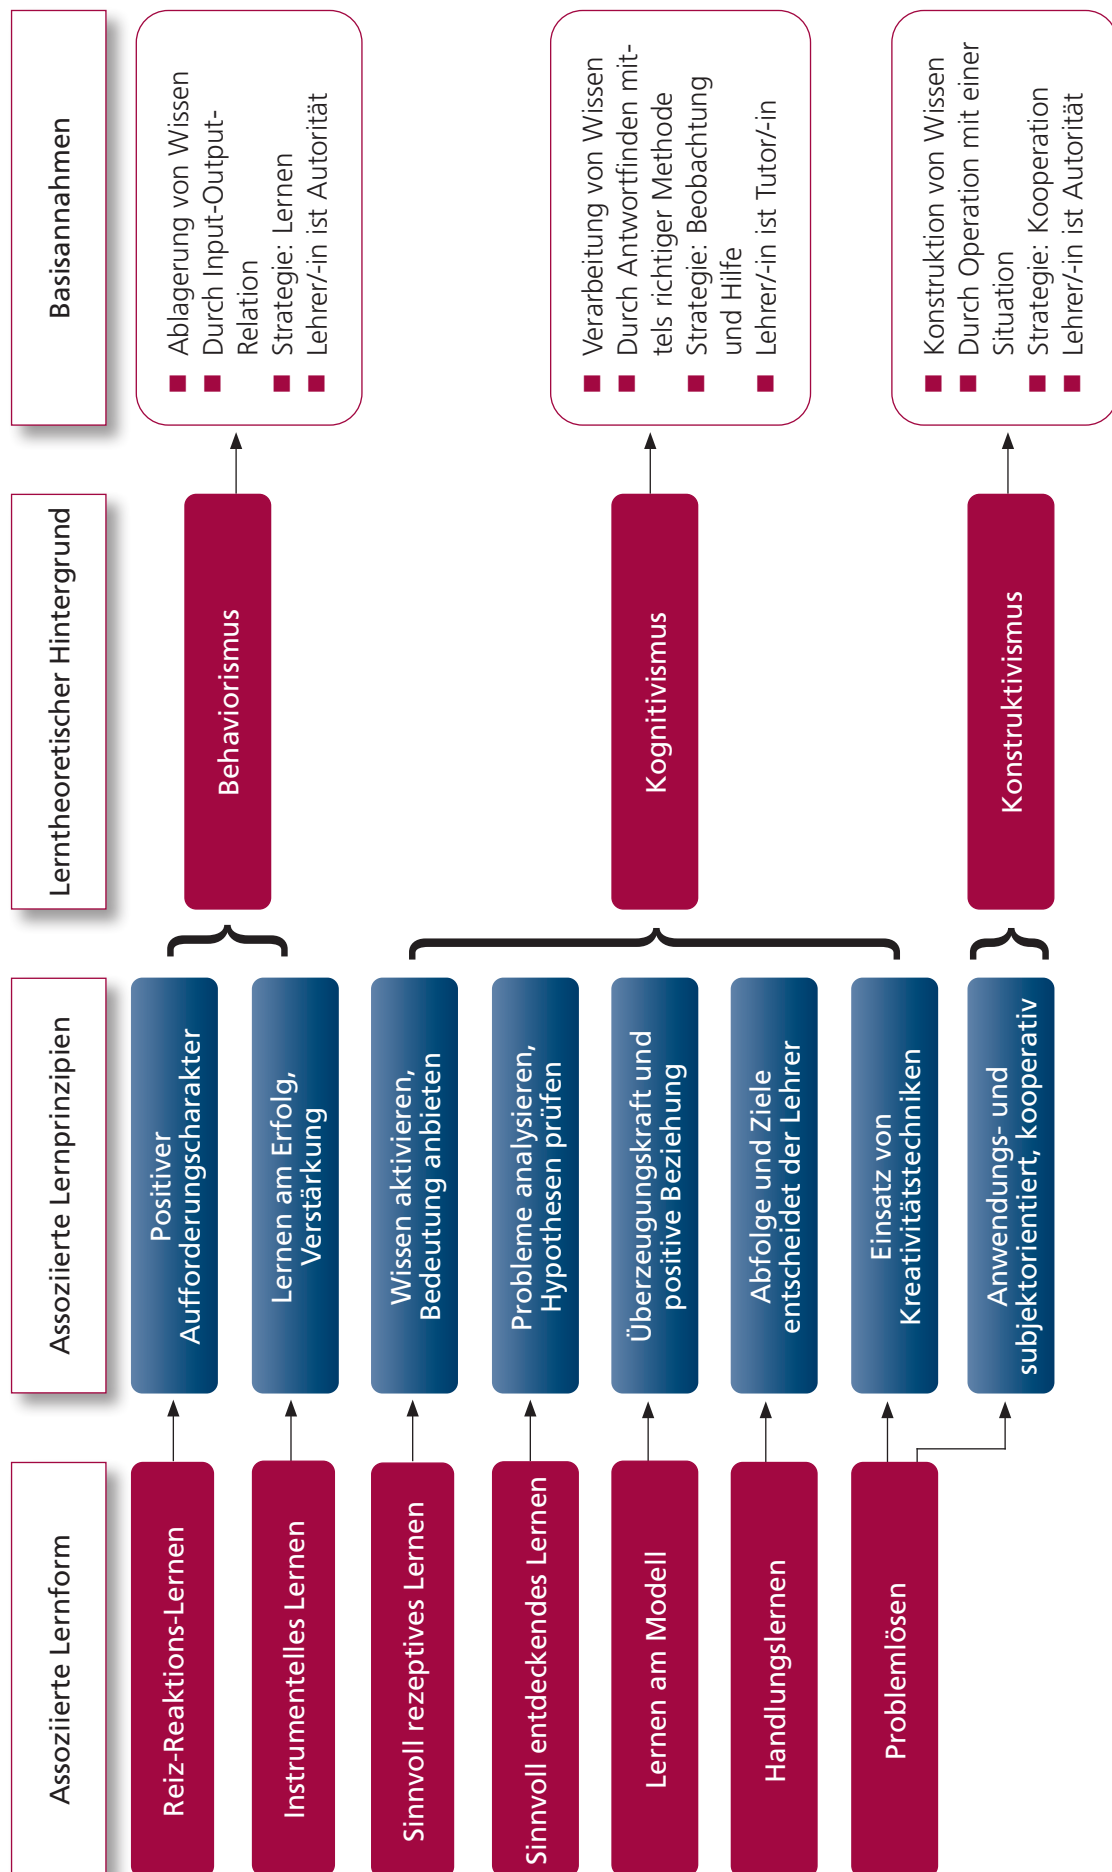 Assoziierte Lernform
Assoziierte Lernprinzipien
Lerntheoretischer Hintergrund
Basisannahmen
Reiz-Reaktions-Lernen
Positiver
Aufforderungscharakter
Instrumentelles Lernen
Lernen am Erfolg,
Verstärkung
Behaviorismus
Ablagerung von Wissen
Durch Input-Output-
Relation
Strategie: Lernen
Lehrer/-in ist Autorität
Sinnvoll rezeptives Lernen
Wissen aktivieren,
Bedeutung anbieten
Sinnvoll entdeckendes Lernen
Probleme analysieren,
Hypothesen prüfen
Lernen am Modell
Überzeugungskraft und
positive Beziehung
Handlungslernen
Abfolge und Ziele
entscheidet der Lehrer
Problemlösen
Einsatz von
Kreativitätstechniken
Kognitivismus
Verarbeitung von Wissen
Durch Antwortfinden mit-
tels richtiger Methode
Strategie: Beobachtung
und Hilfe
Lehrer/-in ist Tutor/-in
Anwendungs- und
subjektorientiert, kooperativ
Konstruktivismus
Konstruktion von Wissen
Durch Operation mit einer
Situation
Strategie: Kooperation
Lehrer/-in ist Autorität